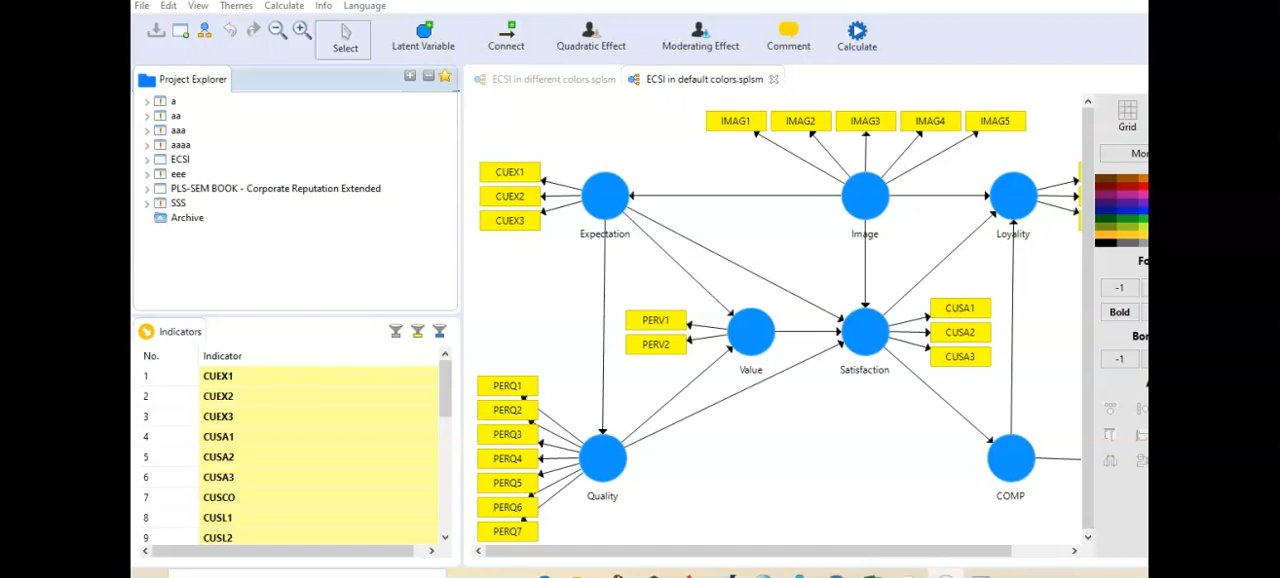 File Edit View Themes Calculate Info Language
Select
Latent Variable
Connect
Quadratic Effect
Moderating Effect
Comment
Calculate
Project Explorer
a
aa
aaa
aaaa
ECSI
eee
PLS-SEM BOOK - Corporate Reputation Extended
SSS
Archive
Indicators
No. Indicator
1 CUEX1
2 CUEX2
3 CUEX3
4 CUSA1
5 CUSA2
6 CUSA3
7 CUSCO
8 CUSL1
9 CUSL2
ECSI in different colors.splsm
ECSI in default colors.splsm
IMAG1 IMAG2 IMAG3 IMAG4 IMAG5
CUEX1
CUEX2
CUEX3
Expectation
Image
Loyality
PERV1
PERV2
Value
Satisfaction
CUSA1
CUSA2
CUSA3
PERQ1
PERQ2
PERQ3
PERQ4
PERQ5
PERQ6
PERQ7
Quality
COMP
Grid
-1
Bold
-1